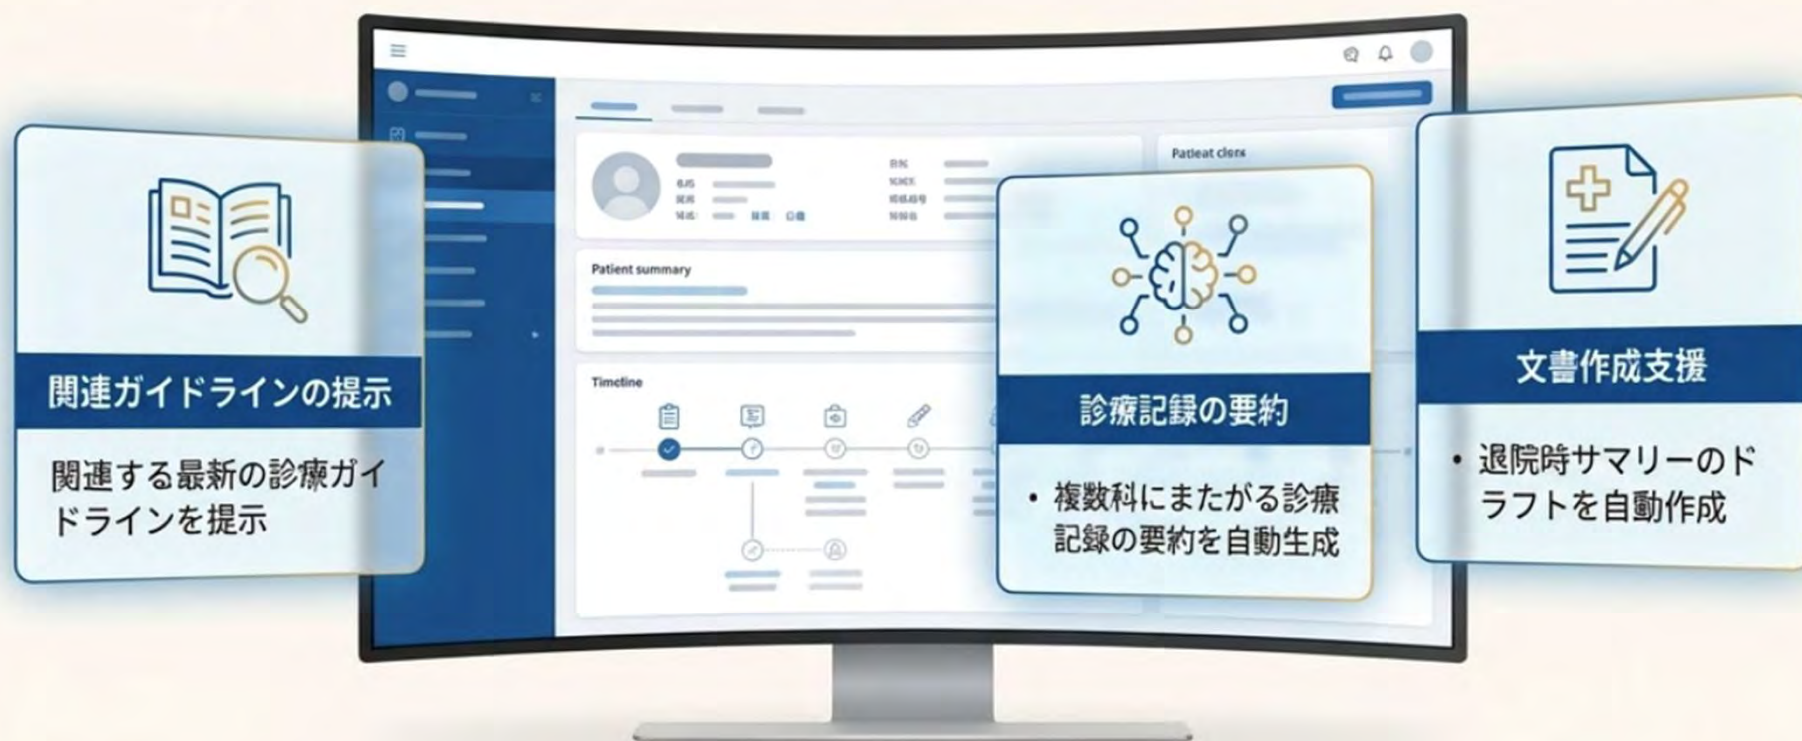 関連ガイドラインの提示
関連する最新の診療ガイ
ドラインを提示
Patieat clons
Patient summary
Timeline
診療記録の要約
• 複数科にまたがる診療
記録の要約を自動生成
文書作成支援
• 退院時サマリーのド
ラフトを自動作成